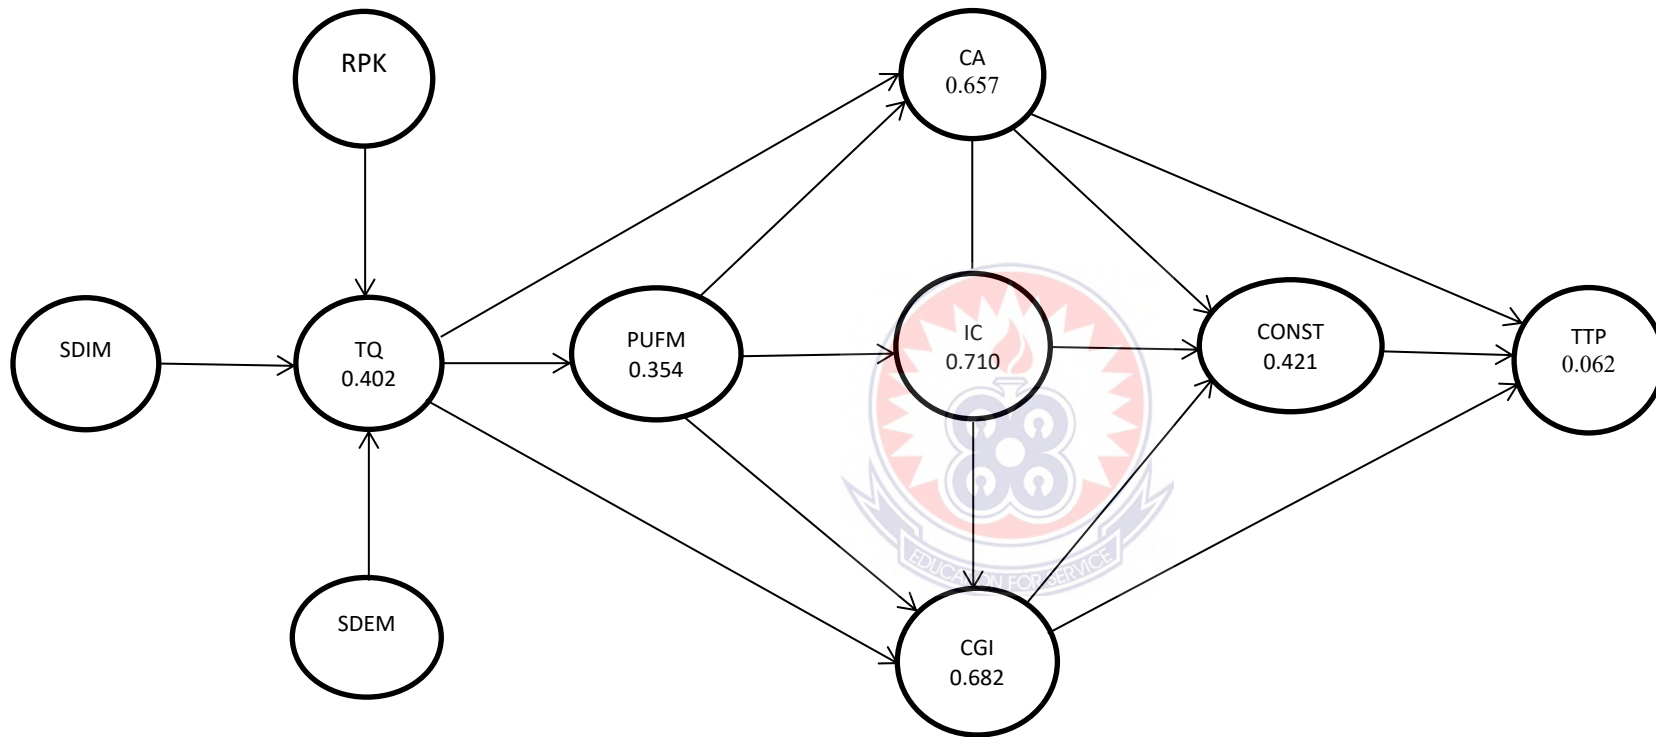 RPK
CA
0.657
SDIM
TQ
0.402
PUFM
0.354
IC
0.710
CONST
0.421
TTP
0.062
SDEM
CGI
0.682
EDUCATION FOR SERVICE